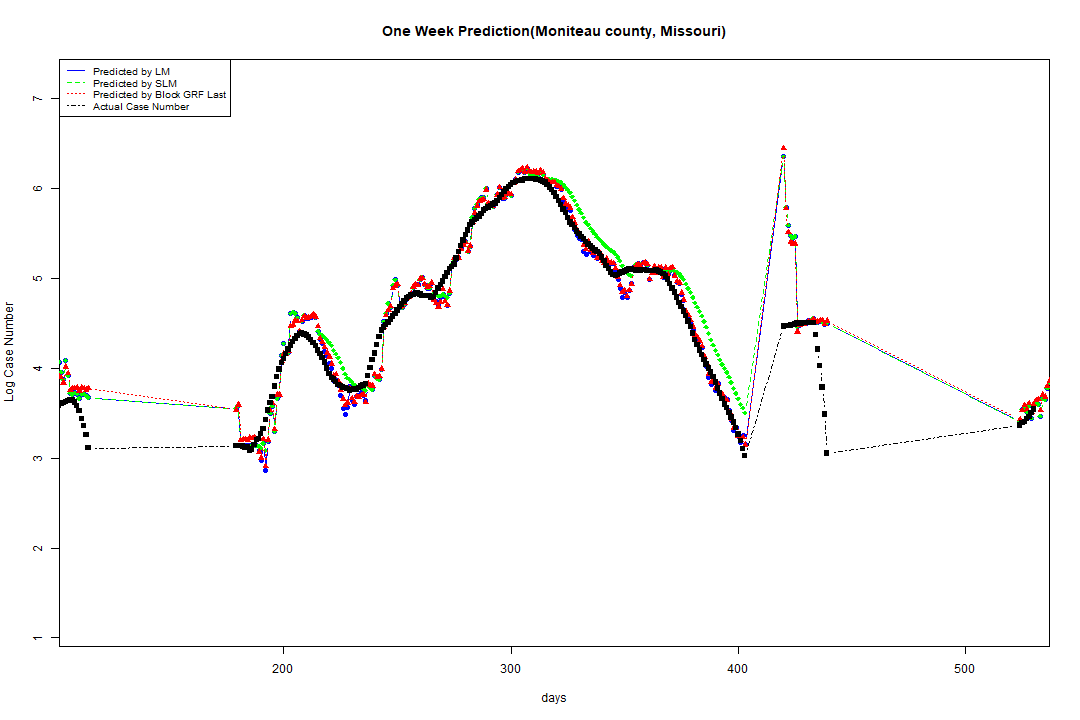 One Week Prediction(Moniteau county, Missouri)
Predicted by LM
Predicted by SLM
Predicted by Block GRF Last
Actual Case Number
7
6
5
4
3
2
1
Log Case Number
200
300
400
500
days